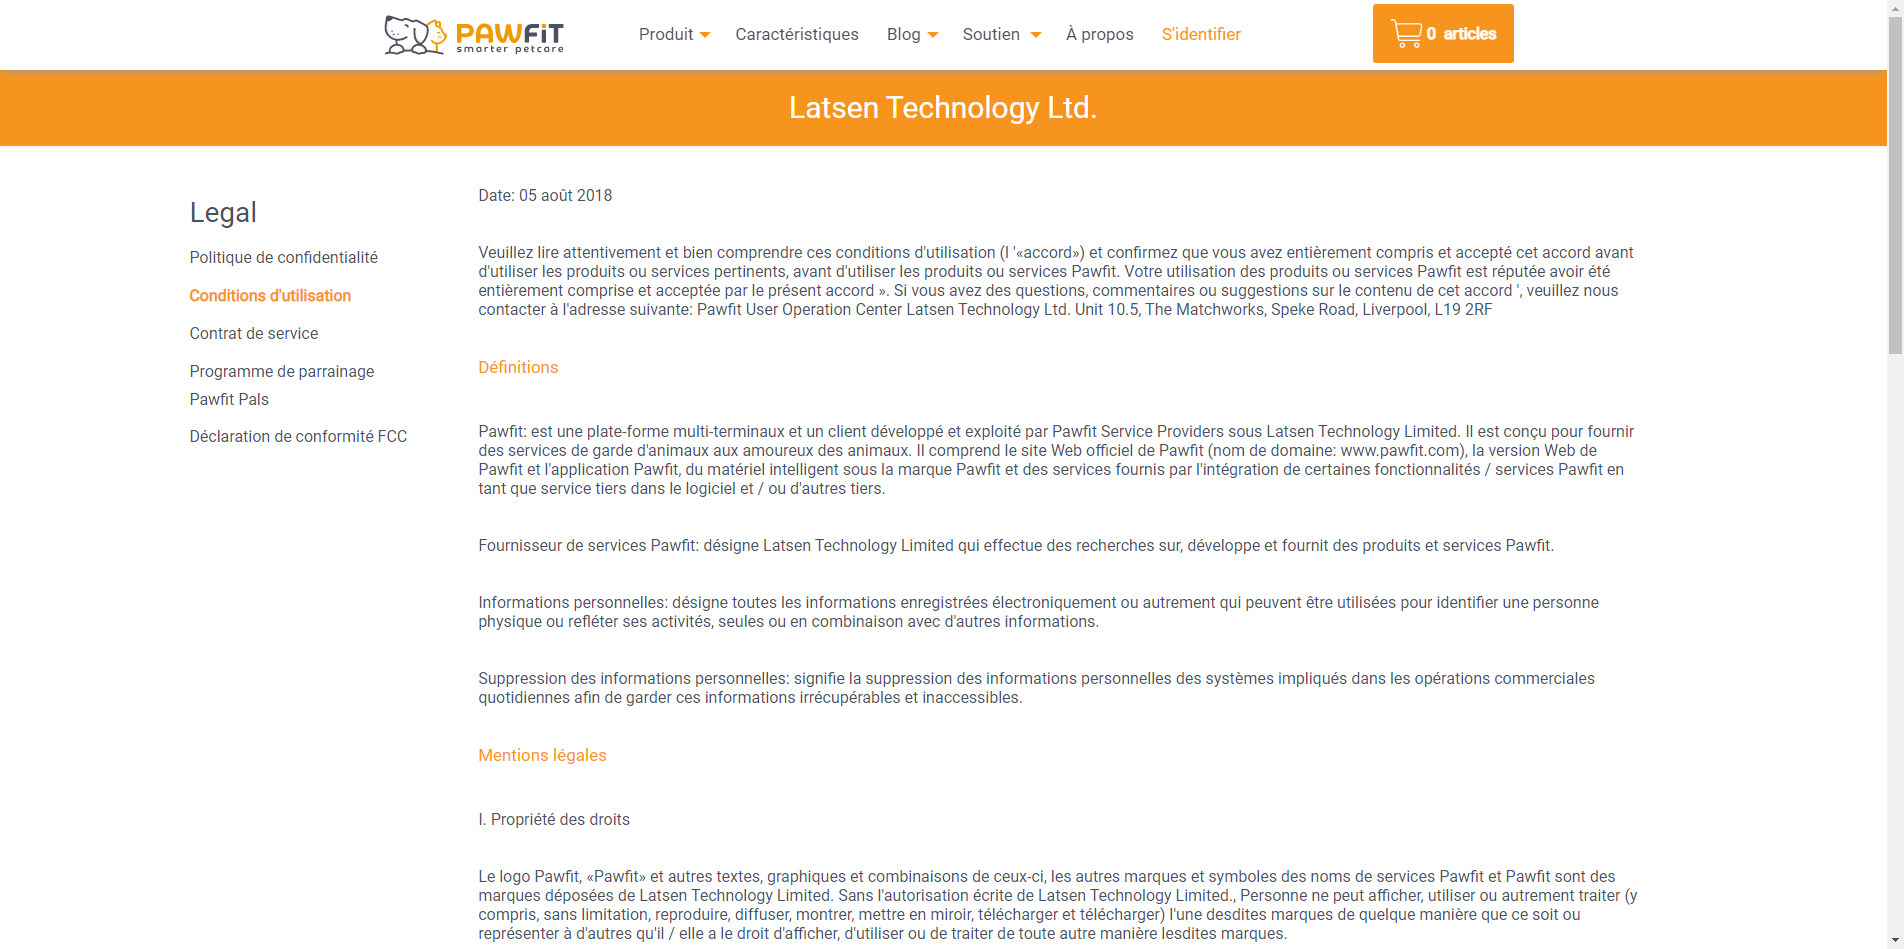 PAWFiT
smarter petcare
Produit
Caractéristiques
Blog
Soutien
À propos
S'identifier
0 articles
Latsen Technology Ltd.
Legal
Politique de confidentialité
Conditions d'utilisation
Contrat de service
Programme de parrainage
Pawfit Pals
Déclaration de conformité FCC
Date: 05 août 2018
Veuillez lire attentivement et bien comprendre ces conditions d'utilisation (l '«accord») et confirmez que vous avez entièrement compris et accepté cet accord avant
d'utiliser les produits ou services pertinents, avant d'utiliser les produits ou services Pawfit. Votre utilisation des produits ou services Pawfit est réputée avoir été
entièrement comprise et acceptée par le présent accord ». Si vous avez des questions, commentaires ou suggestions sur le contenu de cet accord ', veuillez nous
contacter à l'adresse suivante: Pawfit User Operation Center Latsen Technology Ltd. Unit 10.5, The Matchworks, Speke Road, Liverpool, L19 2RF
Définitions
Pawfit: est une plate-forme multi-terminaux et un client développé et exploité par Pawfit Service Providers sous Latsen Technology Limited. Il est conçu pour fournir
des services de garde d'animaux aux amoureux des animaux. Il comprend le site Web officiel de Pawfit (nom de domaine: www.pawfit.com), la version Web de
Pawfit et l'application Pawfit, du matériel intelligent sous la marque Pawfit et des services fournis par l'intégration de certaines fonctionnalités / services Pawfit en
tant que service tiers dans le logiciel et / ou d'autres tiers.
Fournisseur de services Pawfit: désigne Latsen Technology Limited qui effectue des recherches sur, développe et fournit des produits et services Pawfit.
Informations personnelles: désigne toutes les informations enregistrées électroniquement ou autrement qui peuvent être utilisées pour identifier une personne
physique ou refléter ses activités, seules ou en combinaison avec d'autres informations.
Suppression des informations personnelles: signifie la suppression des informations personnelles des systèmes impliqués dans les opérations commerciales
quotidiennes afin de garder ces informations irrécupérables et inaccessibles.
Mentions légales
I. Propriété des droits
Le logo Pawfit, «Pawfit» et autres textes, graphiques et combinaisons de ceux-ci, les autres marques et symboles des noms de services Pawfit et Pawfit sont des
marques déposées de Latsen Technology Limited. Sans l'autorisation écrite de Latsen Technology Limited., Personne ne peut afficher, utiliser ou autrement traiter (y
compris, sans limitation, reproduire, diffuser, montrer, mettre en miroir, télécharger et télécharger) l'une desdites marques de quelque manière que ce soit ou
représenter à d'autres qu'il / elle a le droit d'afficher, d'utiliser ou de traiter de toute autre manière lesdites marques.